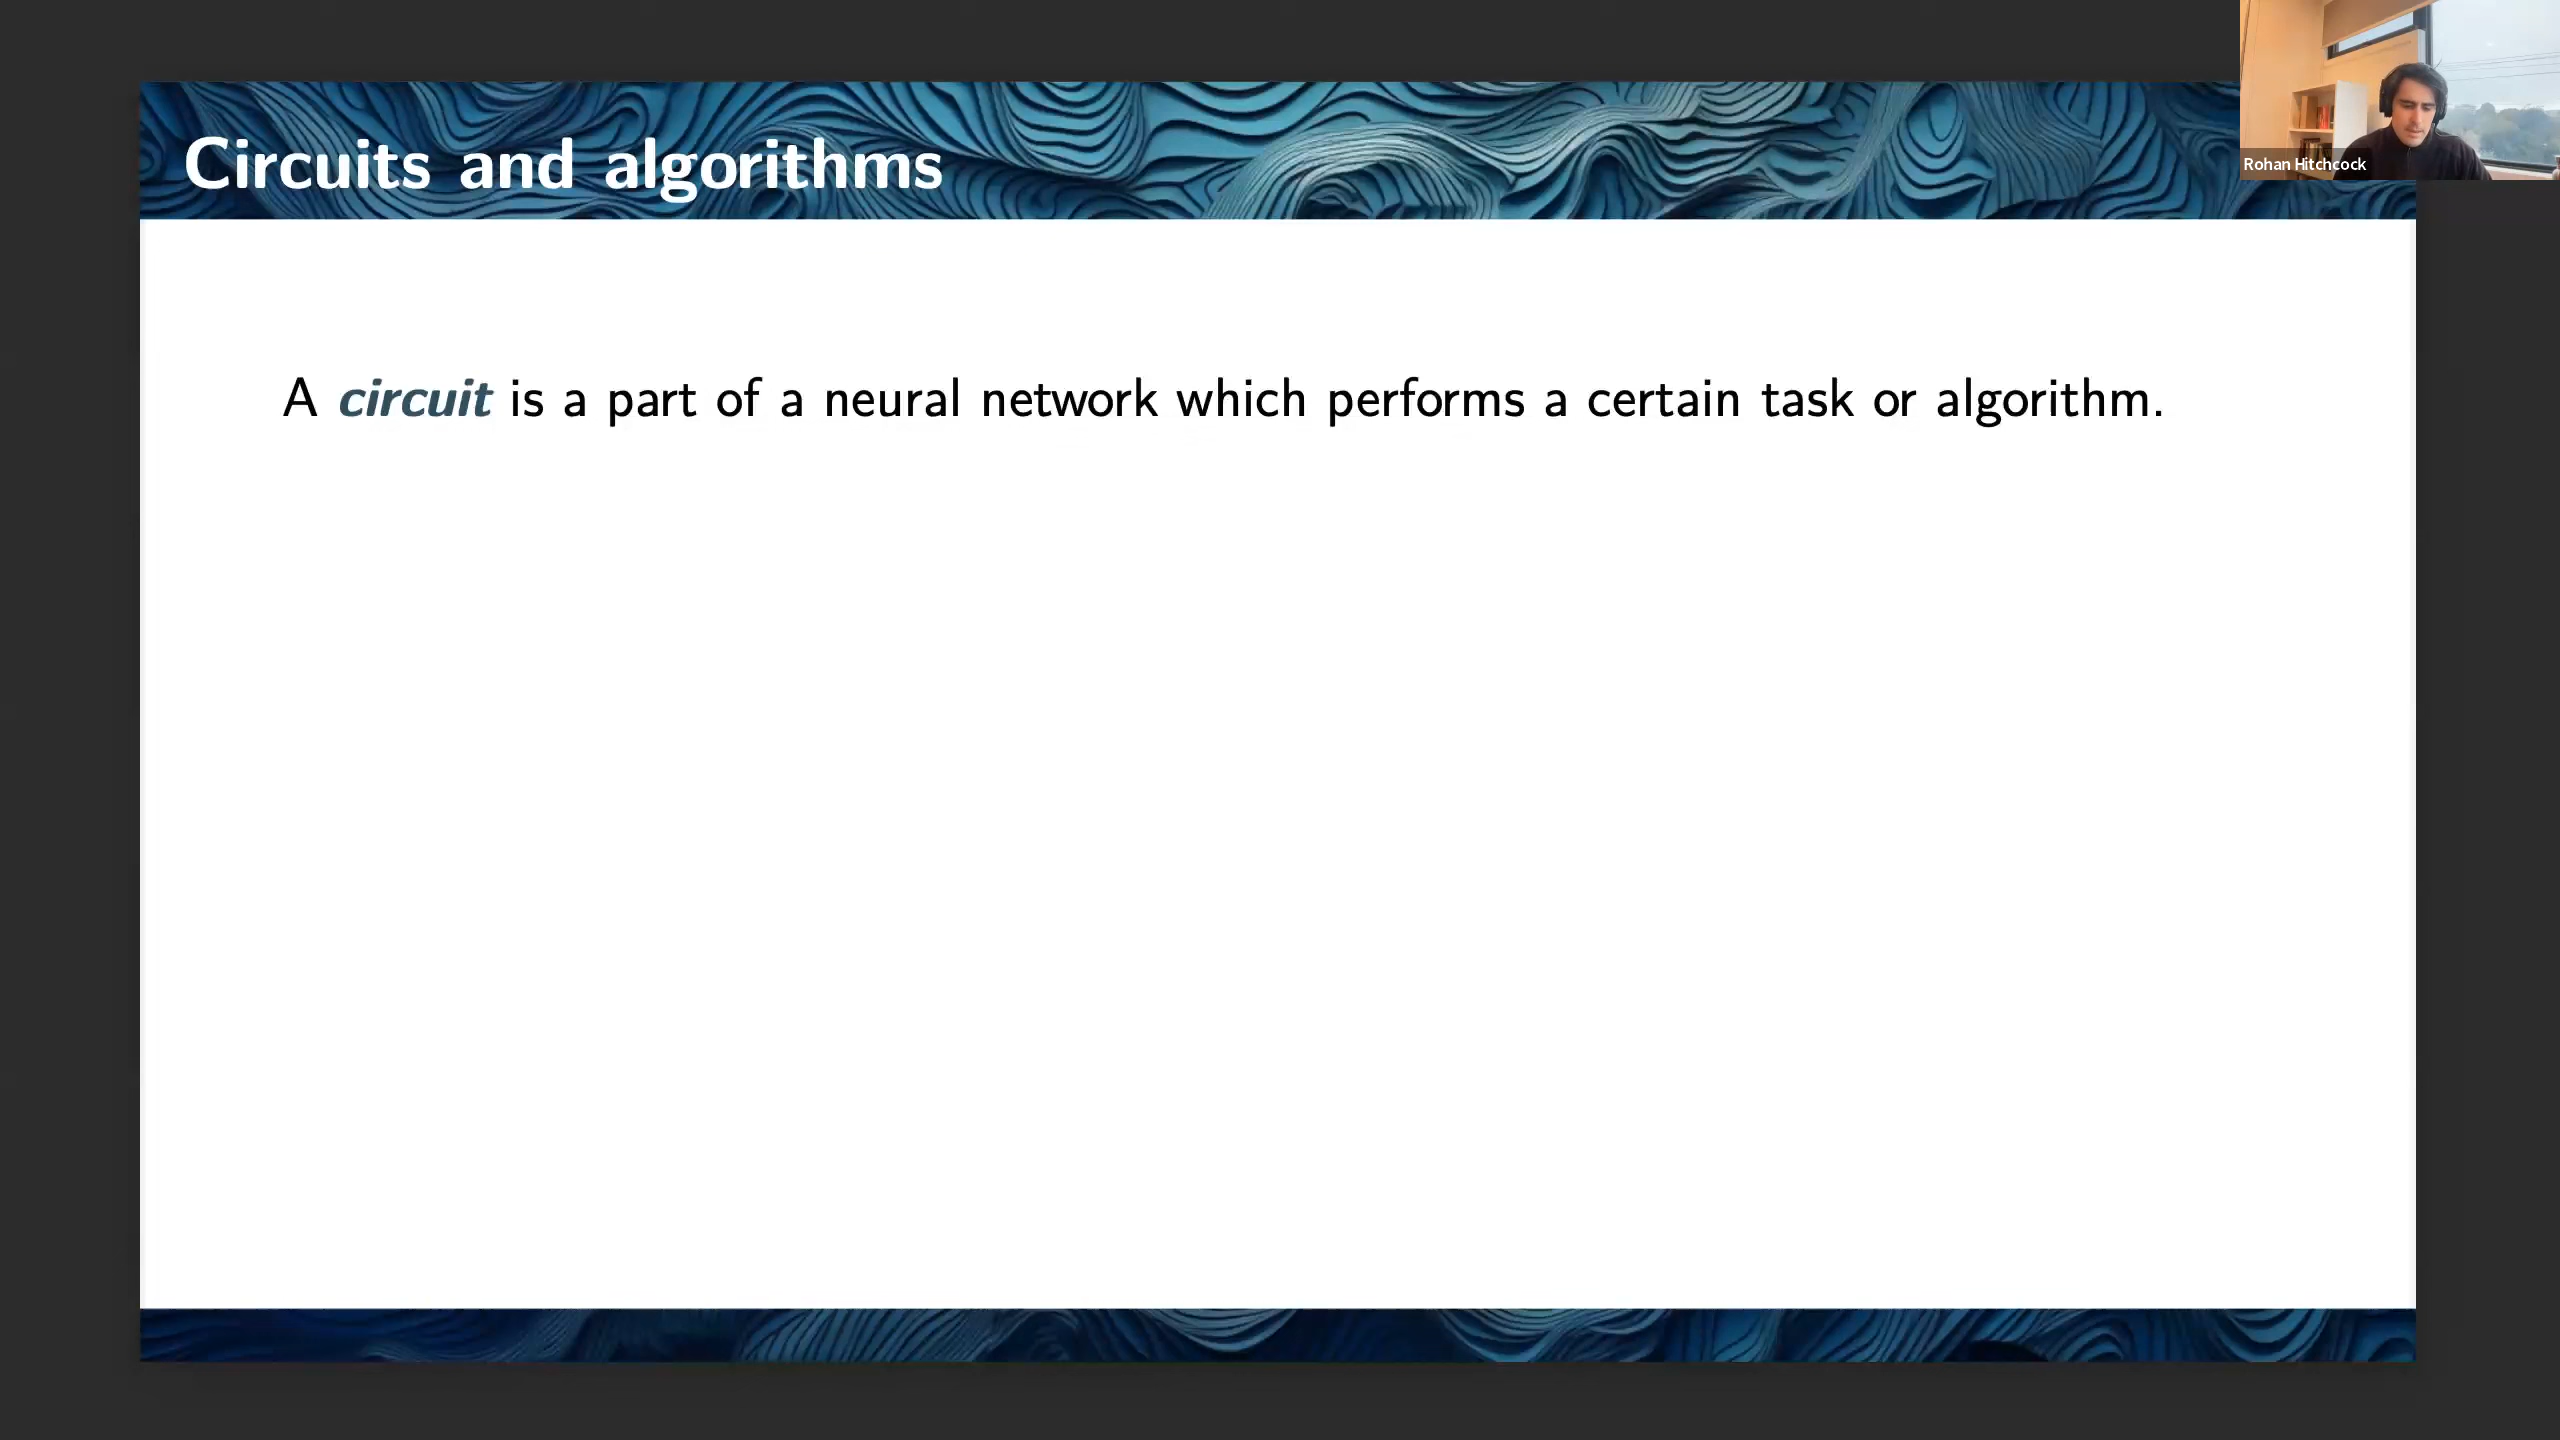 Circuits and algorithms
Rohan Hitchcock
A circuit is a part of a neural network which performs a certain task or algorithm.